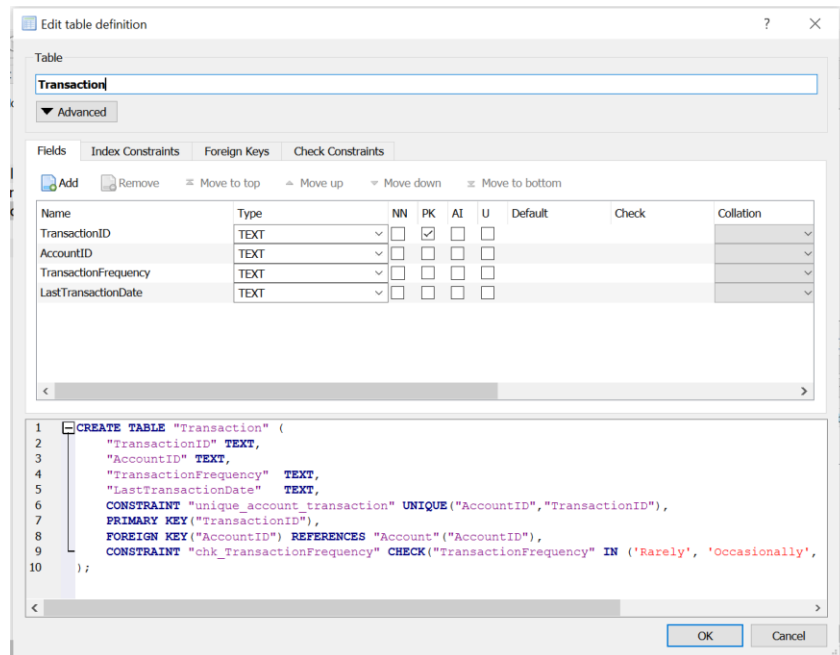 Edit table definition ? ×
Table
Transaction
Advanced
Fields Index Constraints Foreign Keys Check Constraints
Add Remove Move to top Move up Move down Move to bottom
Name Type NN PK AI U Default Check Collation
TransactionID TEXT
AccountID TEXT
TransactionFrequency TEXT
LastTransactionDate TEXT
1 CREATE TABLE "Transaction" (
2 "TransactionID" TEXT,
3 "AccountID" TEXT,
4 "TransactionFrequency" TEXT,
5 "LastTransactionDate" TEXT,
6 CONSTRAINT "unique_account_transaction" UNIQUE("AccountID","TransactionID"),
7 PRIMARY KEY("TransactionID"),
8 FOREIGN KEY("AccountID") REFERENCES "Account"("AccountID"),
9 CONSTRAINT "chk_TransactionFrequency" CHECK("TransactionFrequency" IN ('Rarely', 'Occasionally',
10 );
OK Cancel